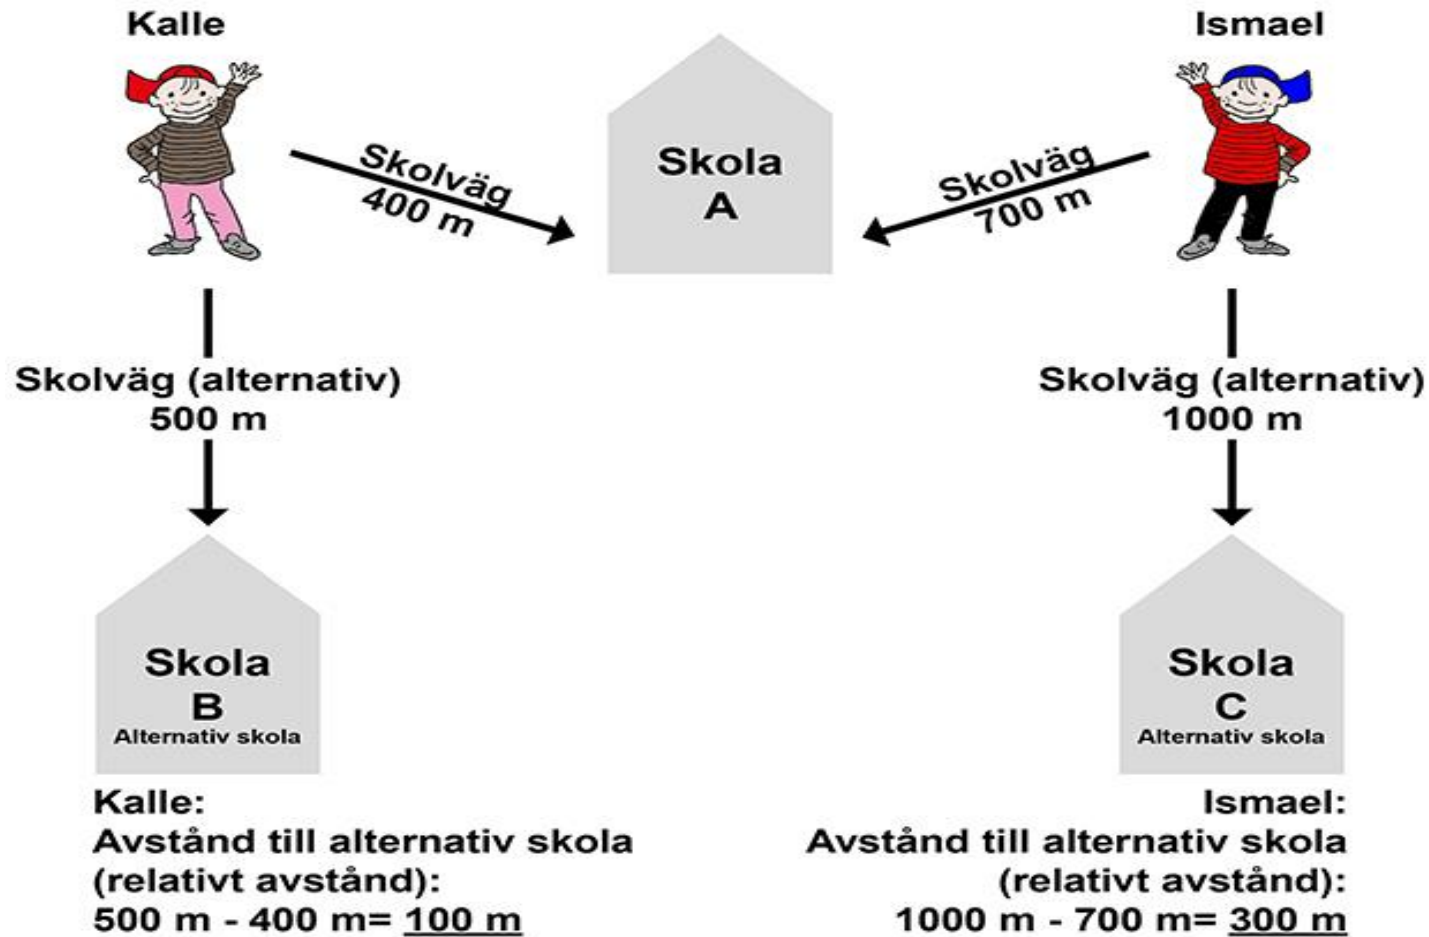 Kalle
Ismael
Skola
A
Skolväg
400 m
Skolväg
700 m
Skolväg (alternativ)
500 m
Skolväg (alternativ)
1000 m
Skola
B
Alternativ skola
Skola
C
Alternativ skola
Kalle:
Avstånd till alternativ skola
(relativt avstånd):
500 m - 400 m= 100 m
Ismael:
Avstånd till alternativ skola
(relativt avstånd):
1000 m - 700 m= 300 m